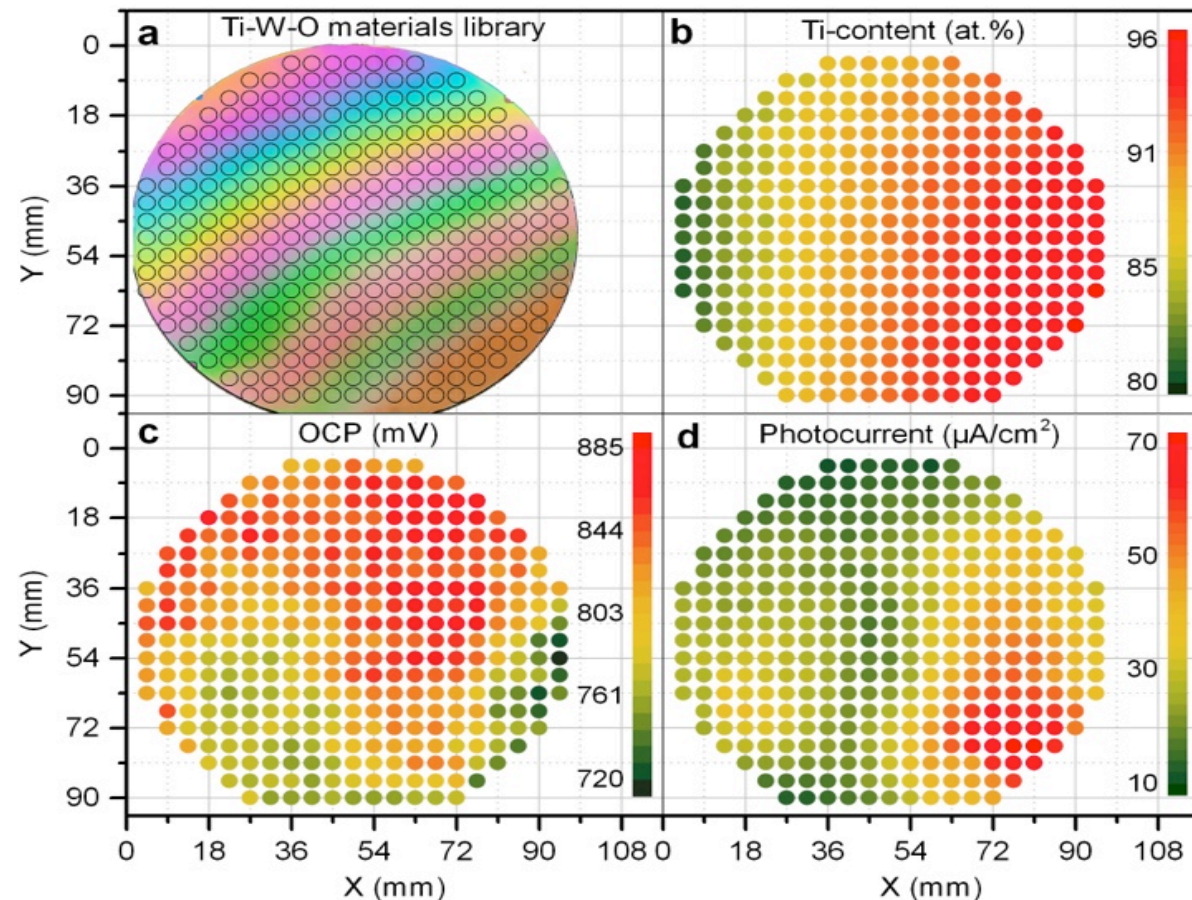 a Ti-W-O materials library
0
18
36
54
72
90
Y (mm)
b Ti-content (at.%)
96
91
85
80
c OCP (mV)
0
18
36
54
72
90
Y (mm)
885
844
803
761
720
0 18 36 54 72 90 108
X (mm)
d Photocurrent (µA/cm²)
70
50
30
10
0 18 36 54 72 90 108
X (mm)